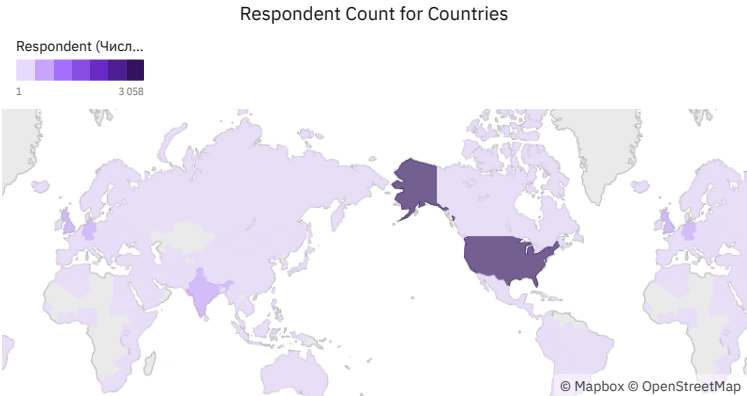 Respondent Count for Countries
Respondent (Числ...
1
3 058
© Mapbox © OpenStreetMap